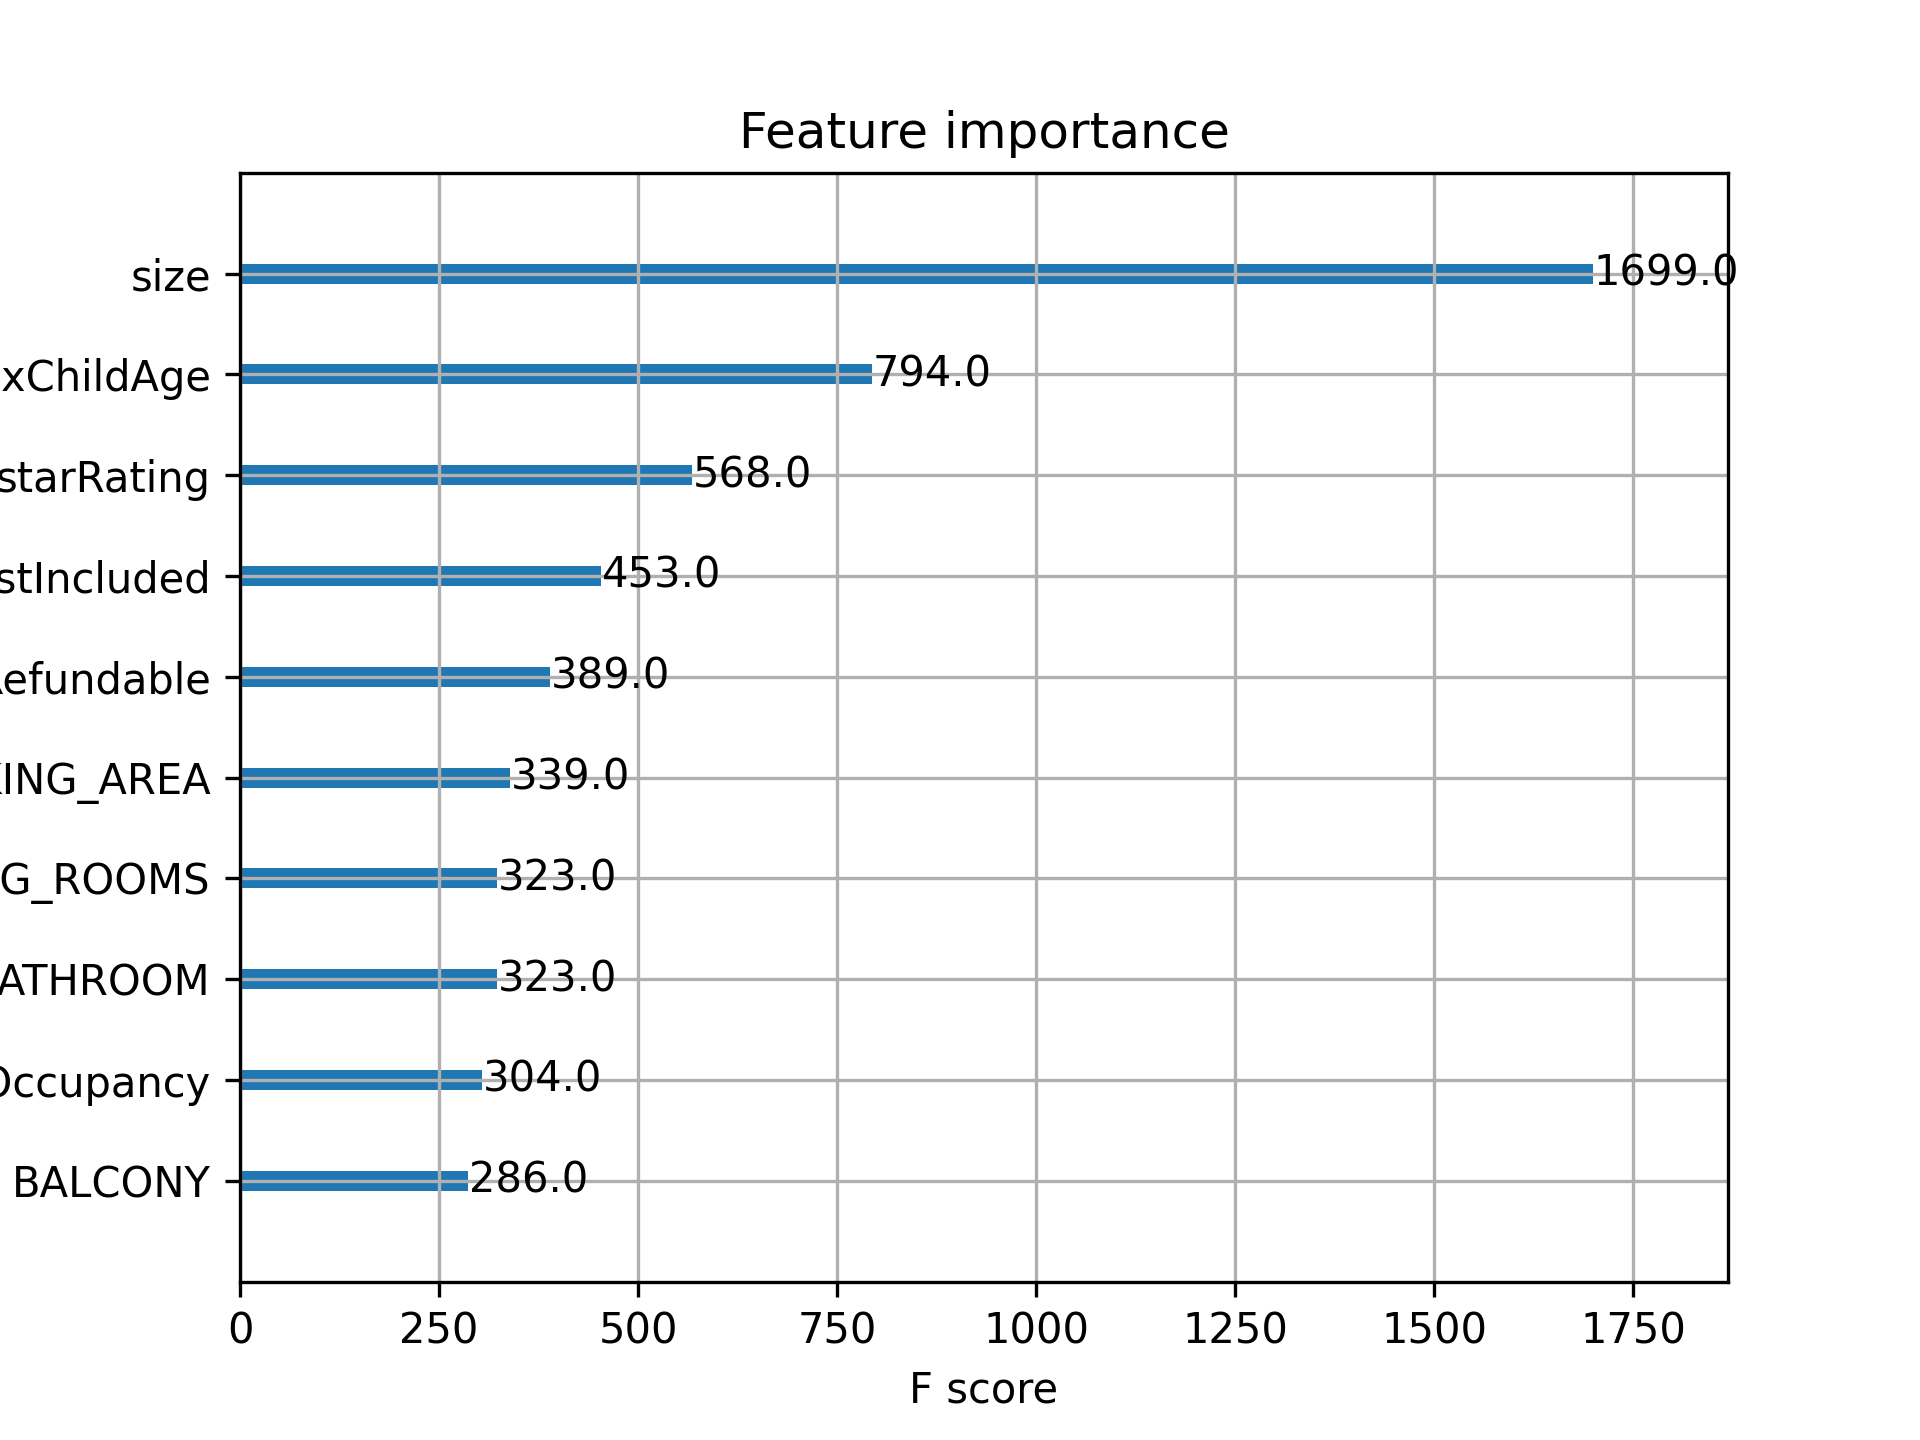 Feature importance
size 1699.0
xChildAge 794.0
starRating 568.0
stIncluded 453.0
efundable 389.0
ING_AREA 339.0
G_ROOMS 323.0
ATHROOM 323.0
Occupancy 304.0
BALCONY 286.0
0 250 500 750 1000 1250 1500 1750
F score